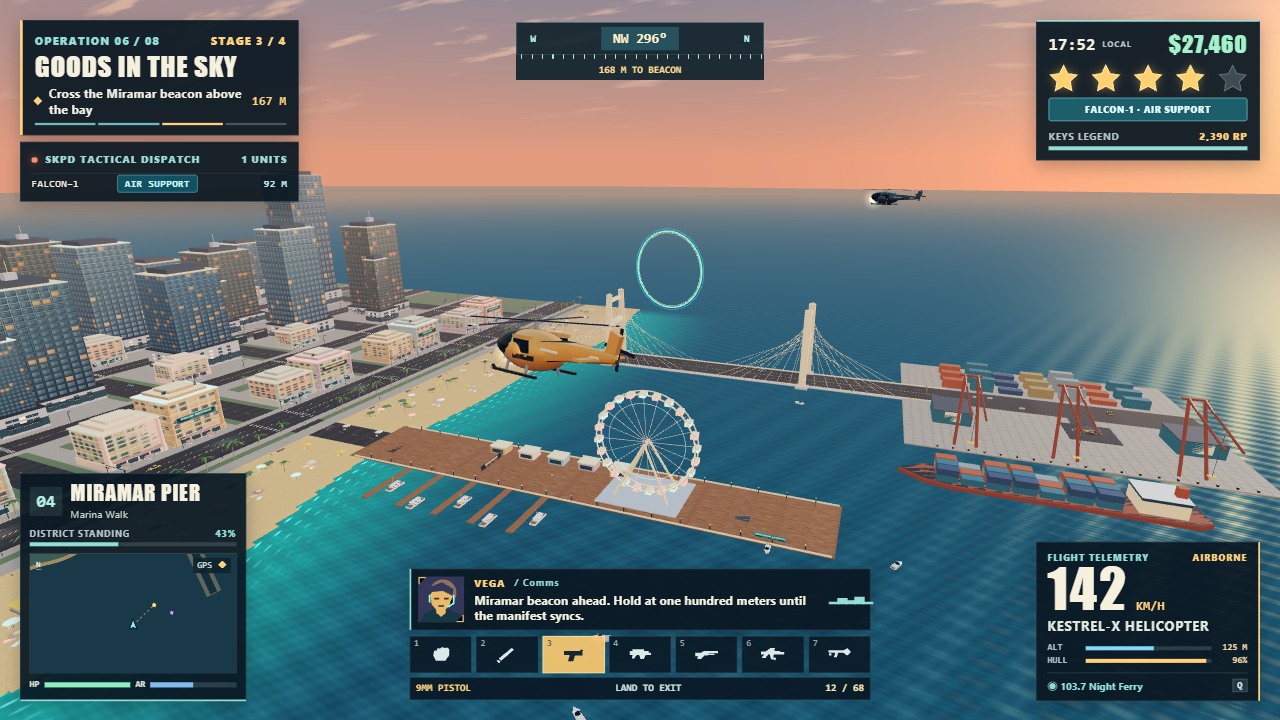 OPERATION 06 / 08 STAGE 3 / 4
GOODS IN THE SKY
Cross the Miramar beacon above 167 M
the bay
SKPD TACTICAL DISPATCH 1 UNITS
FALCON-1 AIR SUPPORT 92 M
W NW 296° N
168 M TO BEACON
17:52 LOCAL $27,460
FALCON-1 · AIR SUPPORT
KEYS LEGEND 2,390 RP
04 MIRAMAR PIER
Marina Walk
DISTRICT STANDING 43%
N GPS
HP AR
VEGA / Comms
Miramar beacon ahead. Hold at one hundred meters until
the manifest syncs.
1 2 3 4 5 6 7
9MM PISTOL LAND TO EXIT 12 / 68
FLIGHT TELEMETRY AIRBORNE
142 KM/H
KESTREL-X HELICOPTER
ALT 125 M
HULL 96%
103.7 Night Ferry Q